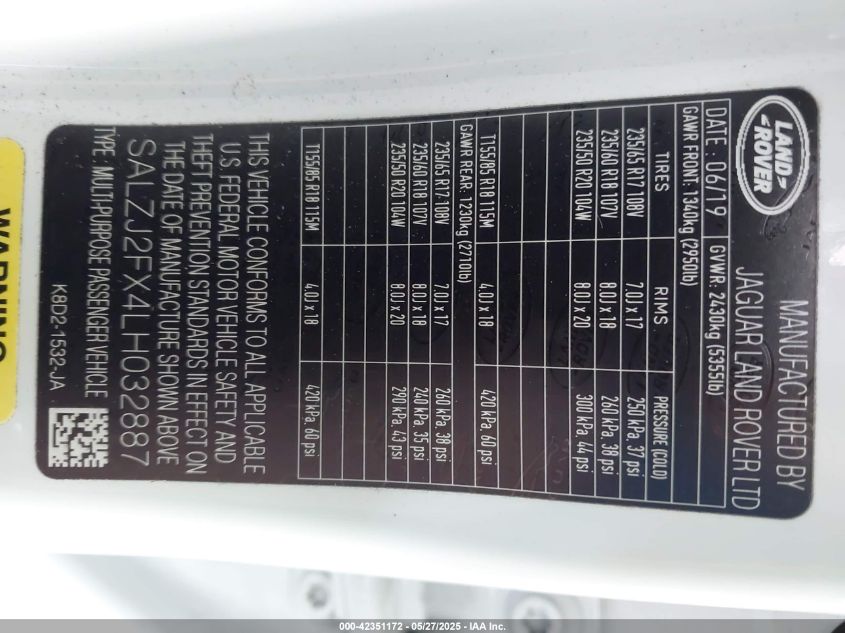 LAND
ROVER
MANUFACTURED BY
JAGUAR LAND ROVER LTD
DATE: 06/19 GVWR: 2430kg (5355lb)
GAWR FRONT: 1340kg (2950lb)
TIRES RIMS PRESSURE (COLD)
235/65 R17 108V 7.0J x 17 250 kPa, 37 psi
235/60 R18 107V 8.0J x 18 260 kPa, 38 psi
235/50 R20 104W 8.0J x 20 300 kPa, 44 psi
T155/85 R18 115M 4.0J x 18 420 kPa, 60 psi
GAWR REAR: 1230kg (2710lb)
235/65 R17 108V 7.0J x 17 260 kPa, 38 psi
235/60 R18 107V 8.0J x 18 240 kPa, 35 psi
235/50 R20 104W 8.0J x 20 290 kPa, 43 psi
T155/85 R18 115M 4.0J x 18 420 kPa, 60 psi
THIS VEHICLE CONFORMS TO ALL APPLICABLE
U.S. FEDERAL MOTOR VEHICLE SAFETY AND
THEFT PREVENTION STANDARDS IN EFFECT ON
THE DATE OF MANUFACTURE SHOWN ABOVE
SALZJ2FX4LH032887
TYPE: MULTI-PURPOSE PASSENGER VEHICLE
K8D2-1532-JA
WARNING
000-42351172 - 05/27/2025 - IAA Inc.